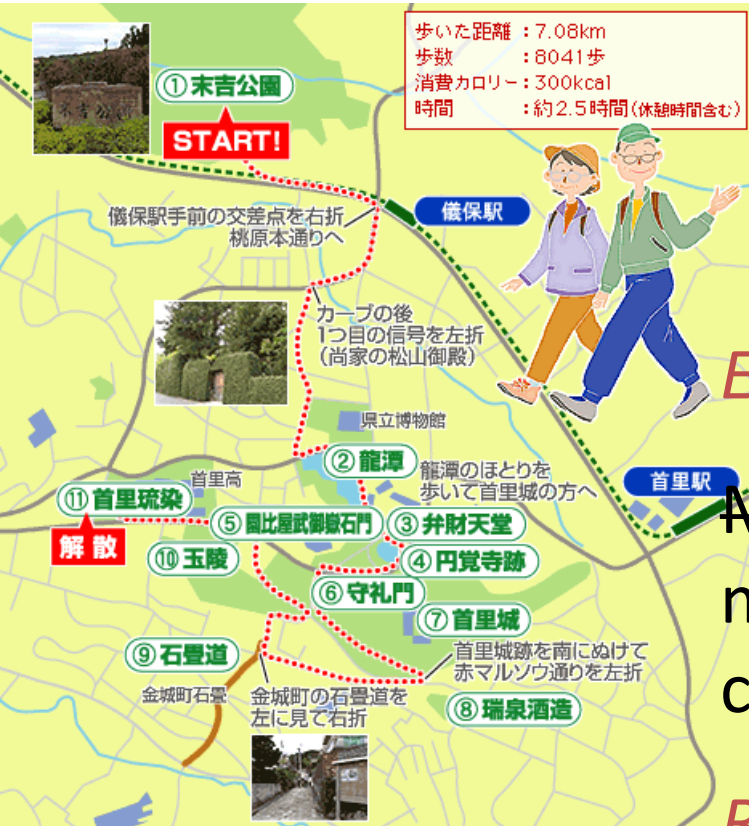 歩いた距離：7.08km
歩数：8041歩
消費カロリー：300kcal
時間：約2.5時間(休憩時間含む)
① 末吉公園
START!
儀保駅手前の交差点を右折
桃原本通りへ
儀保駅
カーブの後
1つ目の信号を左折
(尚家の松山御殿)
県立博物館
② 龍潭
龍潭のほとりを
歩いて首里城の方へ
首里駅
首里高
⑪ 首里琉染
解散
⑤ 園比屋武御嶽石門
③ 弁財天堂
⑩ 玉陵
④ 円覚寺跡
⑥ 守礼門
⑦ 首里城
⑨ 石畳道
首里城跡を南にぬけて
赤マルソウ通りを左折
金城町石畳
金城町の石畳道を
左に見て右折
⑧ 瑞泉酒造